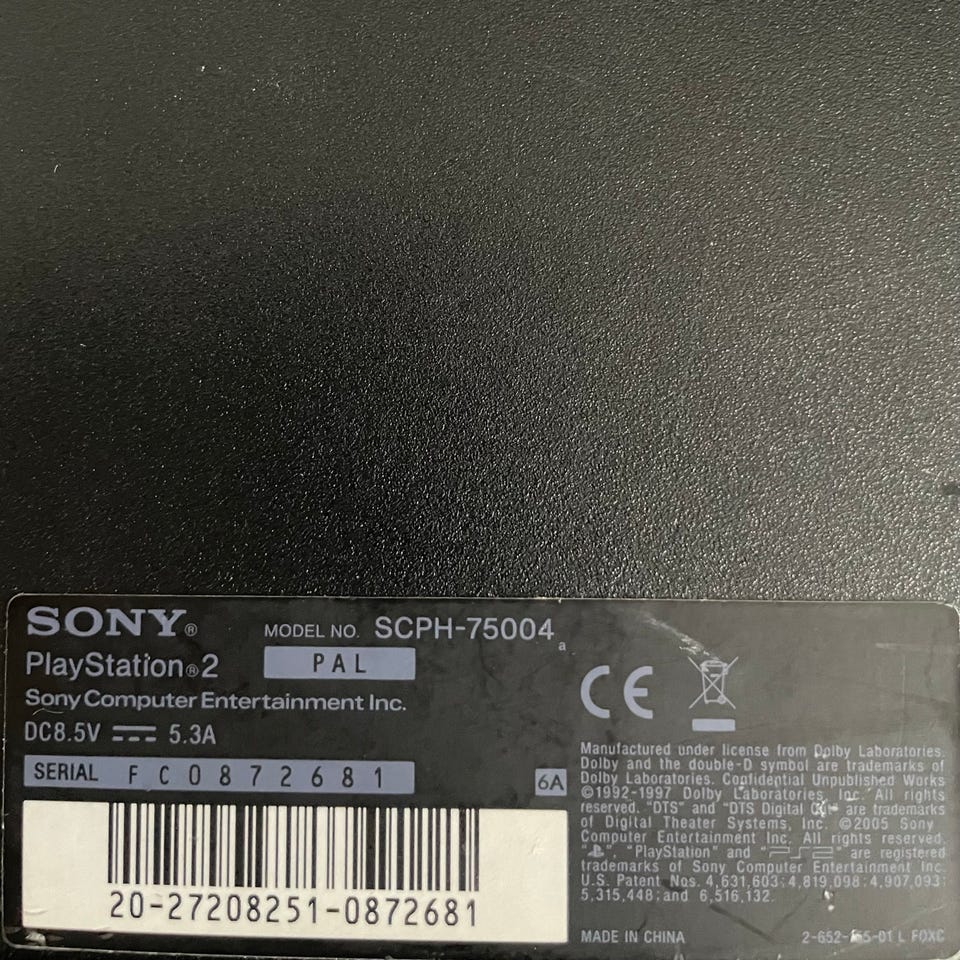 SONY®
MODEL NO. SCPH-75004 a
PlayStation®2
PAL
Sony Computer Entertainment Inc.
DC8.5V 5.3A
SERIAL FC0872681
6A
20-27208251-0872681
CE
Manufactured under license from Dolby Laboratories.
Dolby and the double-D symbol are trademarks of
Dolby Laboratories. Confidential Unpublished Works
©1992-1997 Dolby Laboratories, Inc. All rights
reserved. "DTS" and "DTS Digital are trademarks
of Digital Theater Systems, Inc. ©2005 Sony
Computer Entertainment Inc. All rights reserved.
" ", "PlayStation" and "PS2" are registered
trademarks of Sony Computer Entertainment Inc.
U.S. Patent Nos. 4,631,603;4,819,098;4,907,093;
5,315,448;and 6,516,132.
MADE IN CHINA
L FOXC